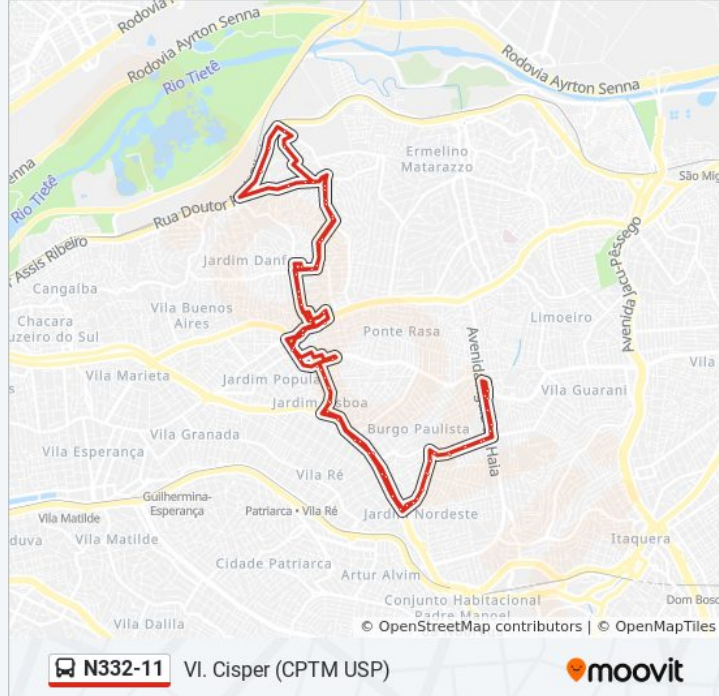 Rodovia Ayrton Senna
Rio Tietê
Rodovia Ayrton Senna
Ermelino
Matarazzo
enna
São Mig
Rio Tietê
Rua Doutor
r Assis Ribeiro
Jardim Danf
Cangaíba
Avenida Jacu-Pêssego
Vila Buenos
Aires
Chacara
uzeiro do Sul
Limoeiro
Ponte Rasa
Avenida
Vila
Vila Marieta
Jardim Popula
Vila Guarani
Jardim Lisboa
Vila Granada
Burgo Paulista
Haia
Vila Esperança
Vila Ré
Guilhermina-
Esperança
Vila Matilde
Patriarca • Vila Ré
Jardim Nordeste
duva
Vila Matilde
Itaquera
Cidade Patriarca
Artur Alvim
Conjunto Habitacional
Padre Manoel
Dom Bosc
Vila Dalila
© OpenStreetMap contributors | © OpenMapTiles
N332-11 Vl. Cisper (CPTM USP)
moovit